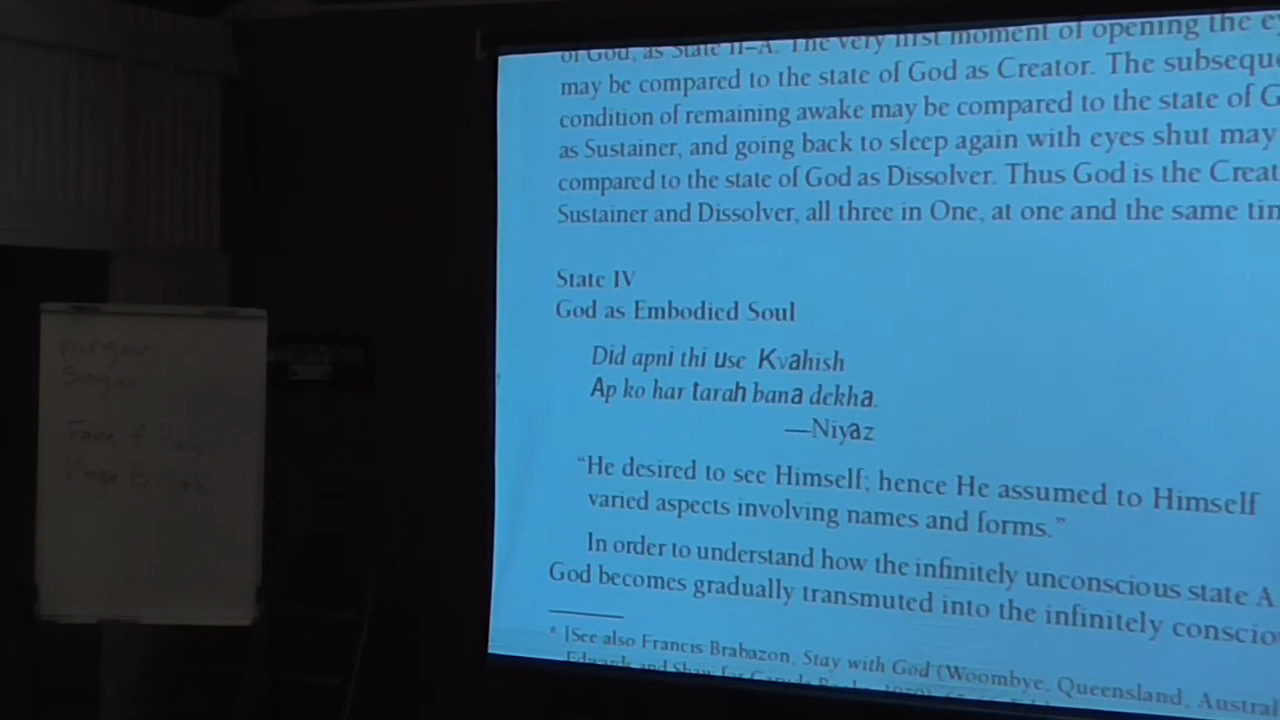 of God, as State II–A. The very first moment of opening the
may be compared to the state of God as Creator. The
condition of remaining awake may be compared to the state of
as Sustainer, and going back to sleep again with eyes shut may
compared to the state of God as Dissolver. Thus God is the
Sustainer and Dissolver, all three in One, at one and the same
State IV
God as Embodied Soul
Did apni thi use Kvahish
Ap ko har tarah bana dekha.
—Niyaz
“He desired to see Himself; hence He assumed to Himself
varied aspects involving names and forms.”
In order to understand how the infinitely unconscious state A
God becomes gradually transmuted into the infinitely
* [See also Francis Brabazon, Stay with God (Woombye, Queensland,
Edwards and Shaw for